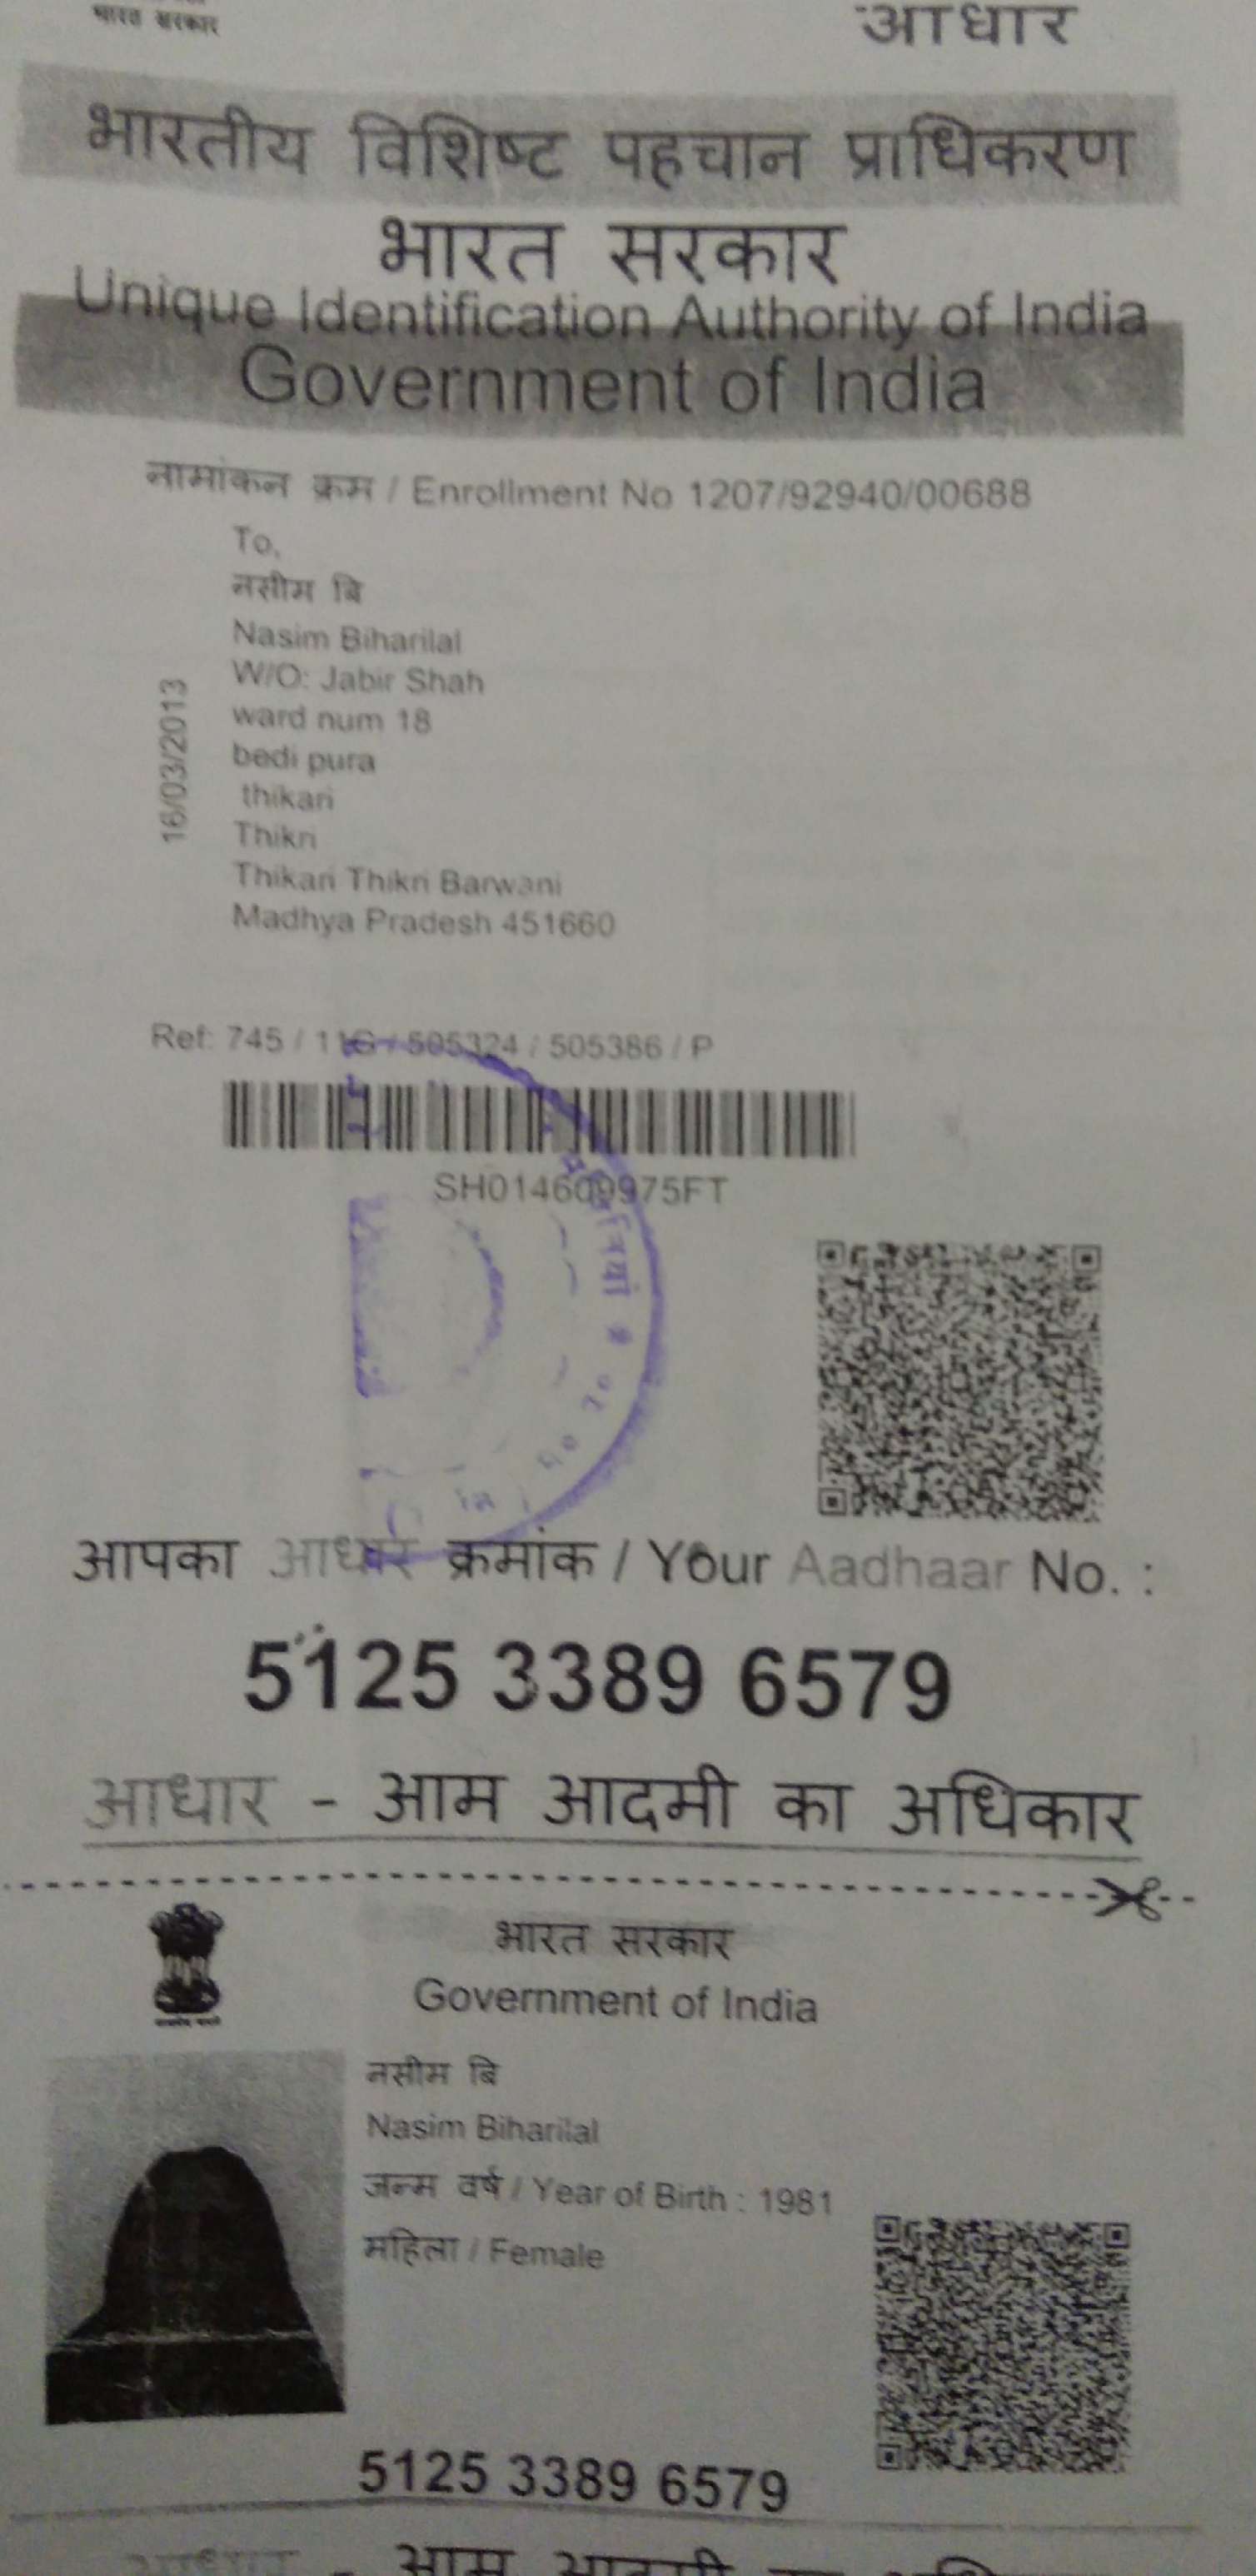 भारत सरकार
आधार
भारतीय विशिष्ट पहचान प्राधिकरण
भारत सरकार
Unique Identification Authority of India
Government of India
नामांकन क्रम / Enrollment No 1207/92940/00688
To,
नसीम बि
Nasim Biharilal
W/O: Jabir Shah
ward num 18
bedi pura
thikari
Thikri
Thikari Thikri Barwani
Madhya Pradesh 451660
16/03/2013
Ref: 745 / 11G / 505324 / 505386 / P
SH014609975FT
आपका आधार क्रमांक / Your Aadhaar No. :
5125 3389 6579
आधार - आम आदमी का अधिकार
भारत सरकार
Government of India
नसीम बि
Nasim Biharilal
जन्म वर्ष / Year of Birth : 1981
महिला / Female
5125 3389 6579
आधार - आम आदमी का